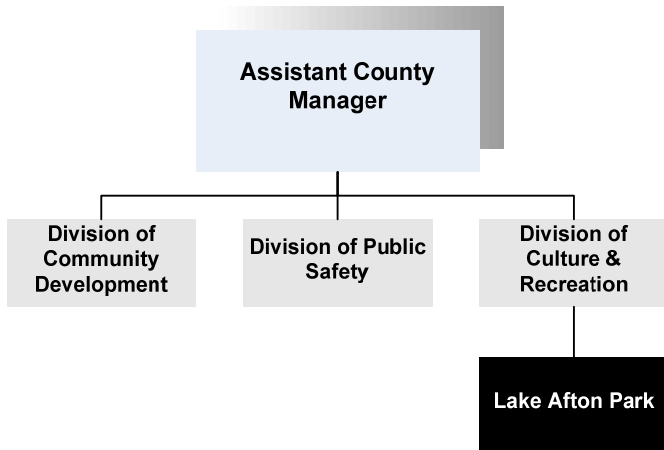 Assistant County
Manager
Division of
Community
Development
Division of Public
Safety
Division of
Culture &
Recreation
Lake Afton Park